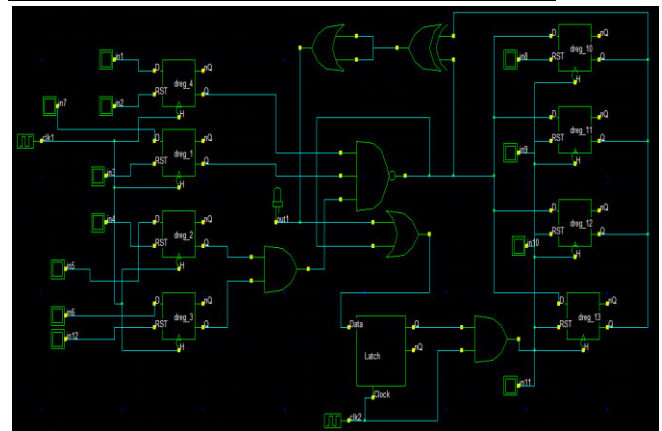 in1
D
nQ
dreg_4
RST
Q
H
in2
in7
clk1
D
nQ
dreg_1
RST
Q
H
in3
in4
D
nQ
dreg_2
RST
Q
H
in5
in6
D
nQ
dreg_3
RST
Q
H
in12
out1
Data
Q
nQ
Latch
Clock
clk2
D
nQ
dreg_10
in8
RST
Q
H
D
nQ
dreg_11
RST
Q
H
in9
D
nQ
dreg_12
RST
Q
H
in10
D
nQ
dreg_13
RST
Q
H
in11